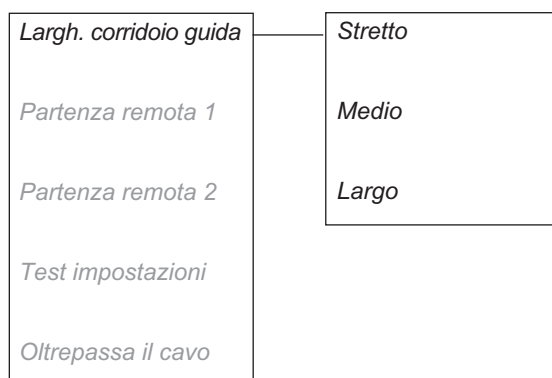 Largh. corridoio guida
Partenza remota 1
Partenza remota 2
Test impostazioni
Oltrepassa il cavo
Stretto
Medio
Largo